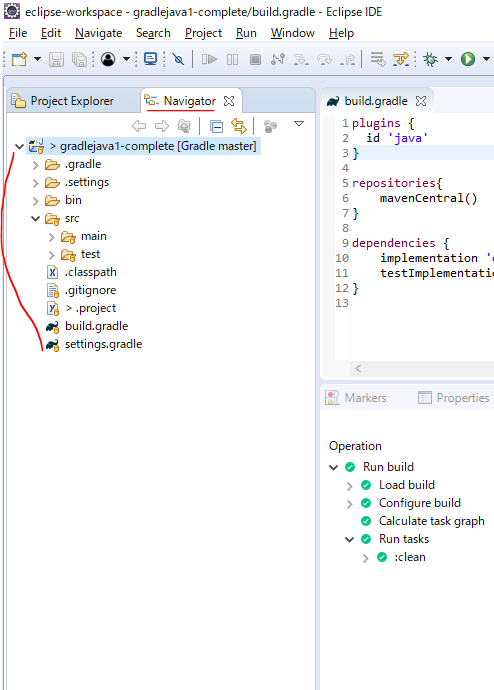 eclipse-workspace - gradlejava1-complete/build.gradle - Eclipse IDE
File Edit Navigate Search Project Run Window Help
Project Explorer Navigator build.gradle
> gradlejava1-complete [Gradle master]
.gradle
.settings
bin
src
main
test
.classpath
.gitignore
> .project
build.gradle
settings.gradle
1 plugins {
2 id 'java'
3 }
4
5 repositories{
6 mavenCentral()
7 }
8
9 dependencies {
10 implementation '
11 testImplementatio
12 }
13
Markers Properties
Operation
Run build
Load build
Configure build
Calculate task graph
Run tasks
:clean